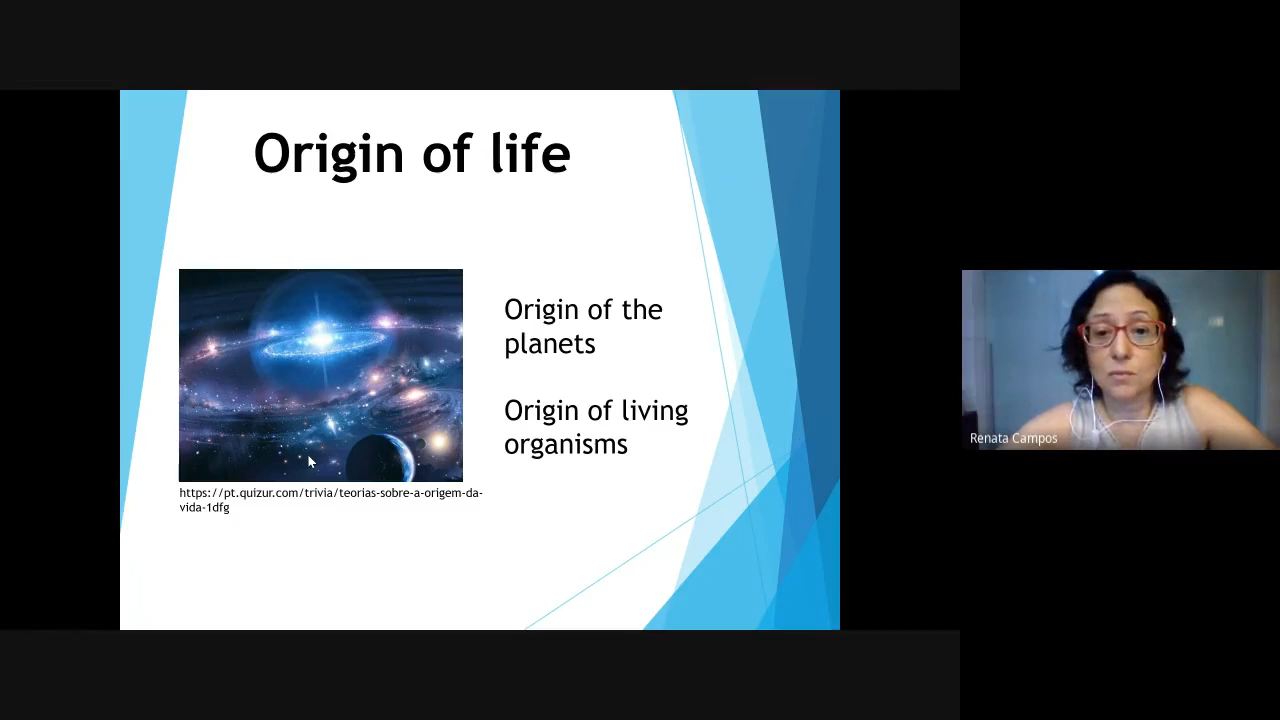 Origin of life
Origin of the
planets
Origin of living
organisms
https://pt.quizur.com/trivia/teorias-sobre-a-origem-da-
vida-1dfg
Renata Campos